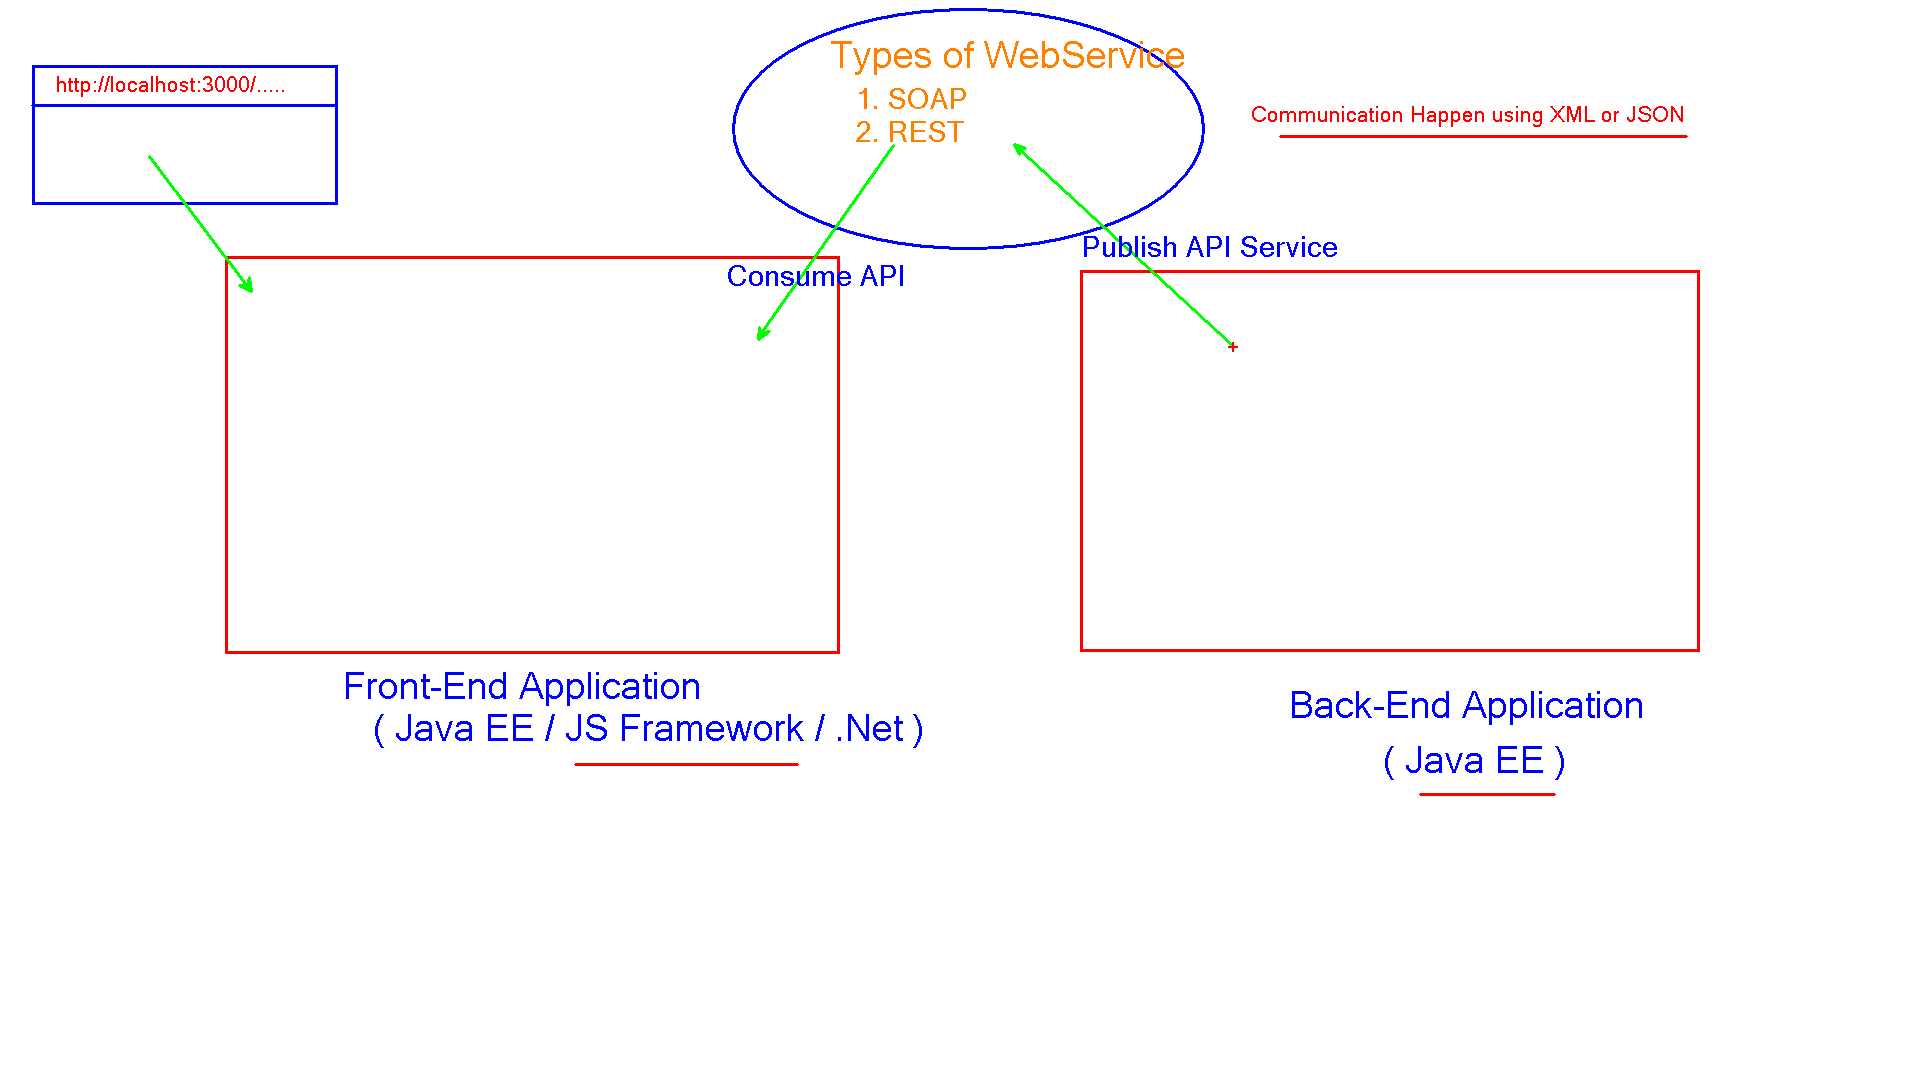 Types of WebService
http://localhost:3000/.....
1. SOAP
Communication Happen using XML or JSON
2. REST
Publish API Service
Consume API
Front-End Application
( Java EE / JS Framework / .Net )
Back-End Application
( Java EE )